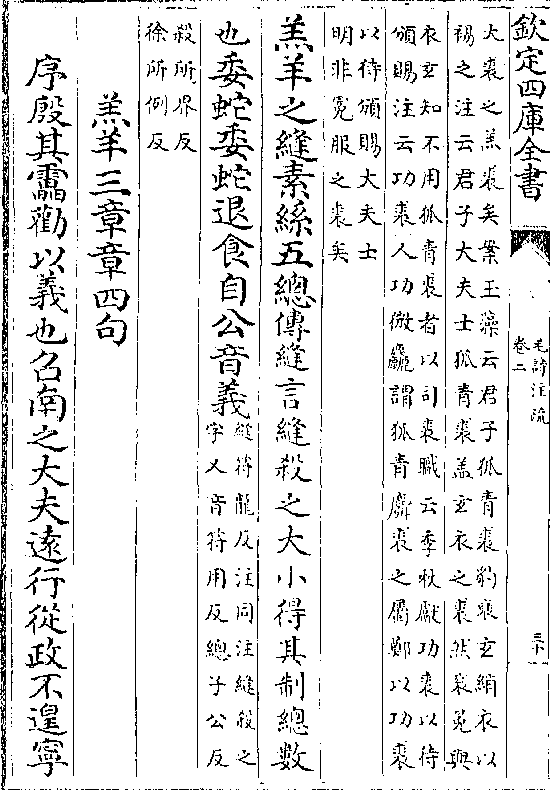 欽定四庫全書
毛詩注疏
卷二
三十
大裘之羔裘矣案玉藻云君子狐青裘豹褎玄綃衣以
裼之注云君子大夫士狐青裘盖玄衣之裘然裘冕與
衣玄知不用狐青裘者以司裘職云季秋獻功裘以待
頒賜注云功裘人功微麤謂狐青麛裘之屬鄭以功裘
以待頒賜大夫士
明非冕服之裘矣
羔羊之縫素絲五總傳縫言縫殺之大小得其制總數
也委蛇委蛇退食自公音義
縫符龍反注同注縫殺之
字又音符用反總子公反
殺所界反
徐所例反
羔羊三章章四句
序殷其靁勸以義也召南之大夫遠行從政不遑寧